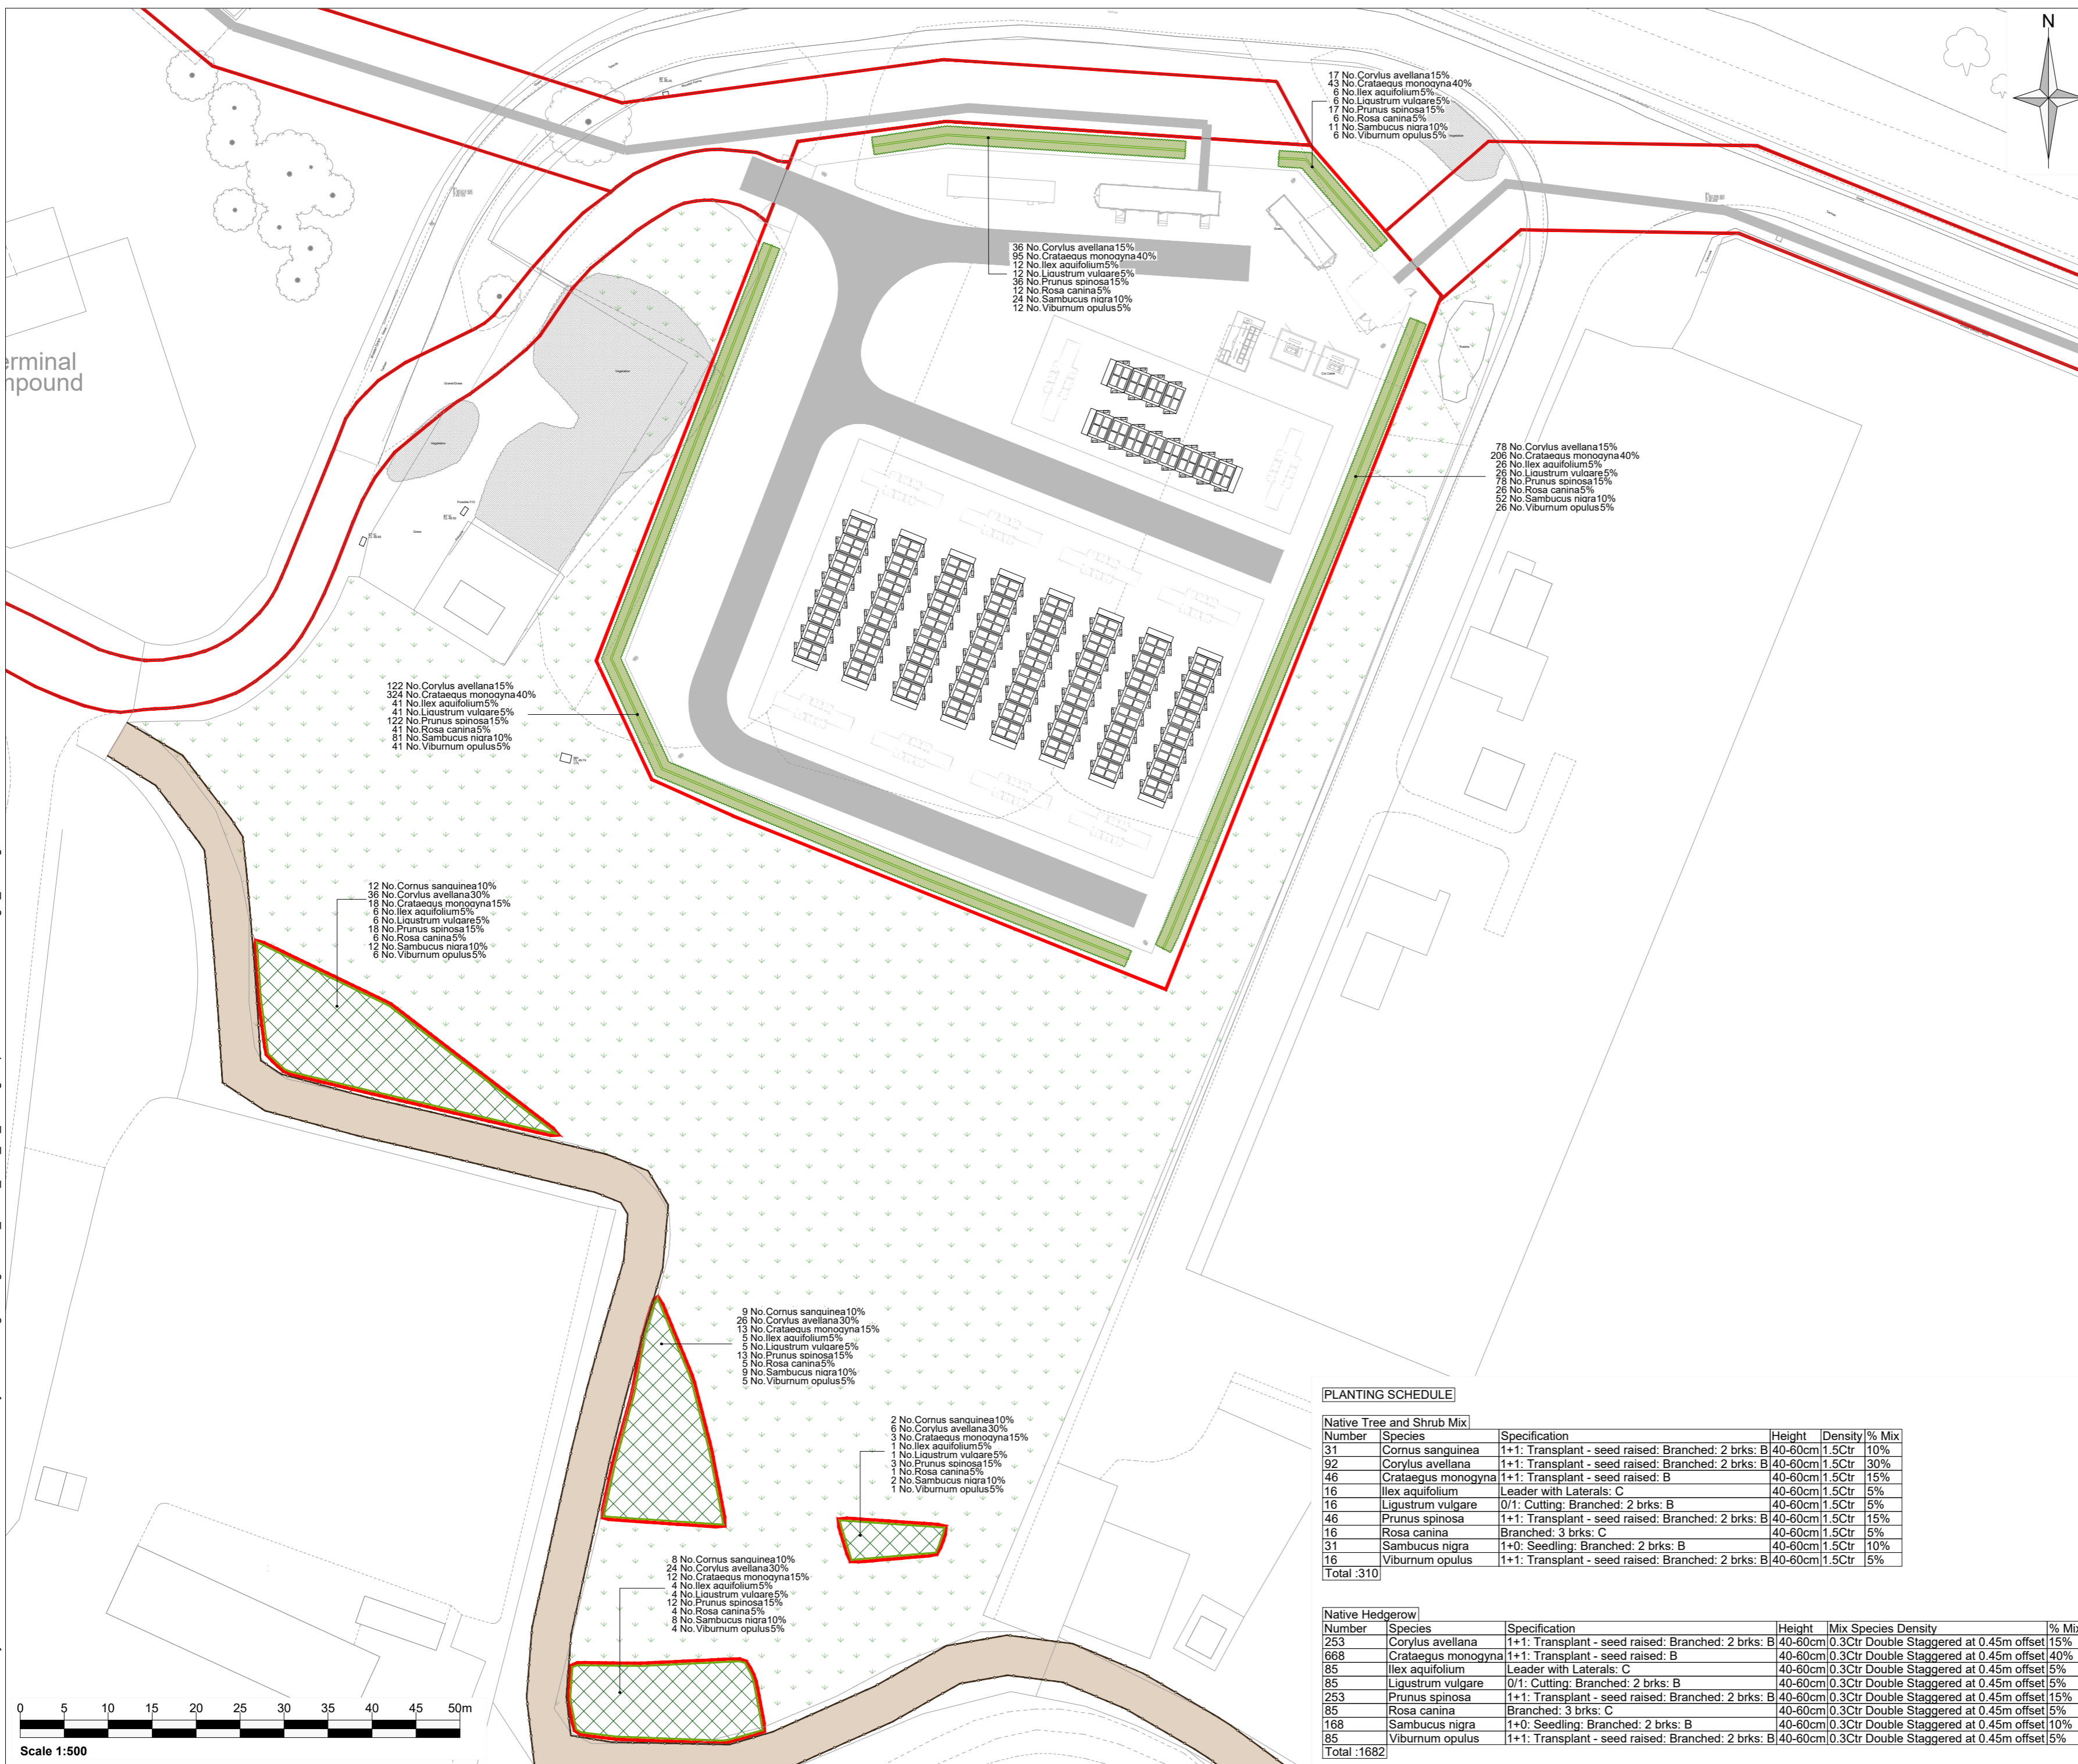 N
17 No.Corylus avellana15%
43 No.Crataegus monogyna40%
6 No.Ilex aquifolium5%
6 No.Ligustrum vulgare5%
17 No.Prunus spinosa15%
6 No.Rosa canina5%
11 No.Sambucus nigra10%
6 No.Viburnum opulus5%
36 No.Corylus avellana15%
95 No.Crataegus monogyna40%
12 No.Ilex aquifolium5%
12 No.Ligustrum vulgare5%
36 No.Prunus spinosa15%
12 No.Rosa canina5%
24 No.Sambucus nigra10%
12 No.Viburnum opulus5%
erminal
mpound
78 No.Corylus avellana15%
206 No.Crataegus monogyna40%
26 No.Ilex aquifolium5%
26 No.Ligustrum vulgare5%
78 No.Prunus spinosa15%
26 No.Rosa canina5%
52 No.Sambucus nigra10%
26 No.Viburnum opulus5%
122 No.Corylus avellana15%
324 No.Crataegus monogyna40%
41 No.Ilex aquifolium5%
41 No.Ligustrum vulgare5%
122 No.Prunus spinosa15%
41 No.Rosa canina5%
81 No.Sambucus nigra10%
41 No.Viburnum opulus5%
12 No.Cornus sanguinea10%
36 No.Corylus avellana30%
18 No.Crataegus monogyna15%
6 No.Ilex aquifolium5%
6 No.Ligustrum vulgare5%
18 No.Prunus spinosa15%
6 No.Rosa canina5%
12 No.Sambucus nigra10%
6 No.Viburnum opulus5%
9 No.Cornus sanguinea10%
26 No.Corylus avellana30%
13 No.Crataegus monogyna15%
5 No.Ilex aquifolium5%
5 No.Ligustrum vulgare5%
13 No.Prunus spinosa15%
5 No.Rosa canina5%
9 No.Sambucus nigra10%
5 No.Viburnum opulus5%
2 No.Cornus sanguinea10%
6 No.Corylus avellana30%
3 No.Crataegus monogyna15%
1 No.Ilex aquifolium5%
1 No.Ligustrum vulgare5%
3 No.Prunus spinosa15%
1 No.Rosa canina5%
2 No.Sambucus nigra10%
1 No.Viburnum opulus5%
8 No.Cornus sanguinea10%
24 No.Corylus avellana30%
12 No.Crataegus monogyna15%
4 No.Ilex aquifolium5%
4 No.Ligustrum vulgare5%
12 No.Prunus spinosa15%
4 No.Rosa canina5%
8 No.Sambucus nigra10%
4 No.Viburnum opulus5%
PLANTING SCHEDULE
Native Tree and Shrub Mix
Number Species Specification Height Density % Mix
31 Cornus sanguinea 1+1: Transplant - seed raised: Branched: 2 brks: B 40-60cm 1.5Ctr 10%
92 Corylus avellana 1+1: Transplant - seed raised: Branched: 2 brks: B 40-60cm 1.5Ctr 30%
46 Crataegus monogyna 1+1: Transplant - seed raised: B 40-60cm 1.5Ctr 15%
16 Ilex aquifolium Leader with Laterals: C 40-60cm 1.5Ctr 5%
16 Ligustrum vulgare 0/1: Cutting: Branched: 2 brks: B 40-60cm 1.5Ctr 5%
46 Prunus spinosa 1+1: Transplant - seed raised: Branched: 2 brks: B 40-60cm 1.5Ctr 15%
16 Rosa canina Branched: 3 brks: C 40-60cm 1.5Ctr 5%
31 Sambucus nigra 1+0: Seedling: Branched: 2 brks: B 40-60cm 1.5Ctr 10%
16 Viburnum opulus 1+1: Transplant - seed raised: Branched: 2 brks: B 40-60cm 1.5Ctr 5%
Total :310
Native Hedgerow
Number Species Specification Height Mix Species Density % Mix
253 Corylus avellana 1+1: Transplant - seed raised: Branched: 2 brks: B 40-60cm 0.3Ctr Double Staggered at 0.45m offset 15%
668 Crataegus monogyna 1+1: Transplant - seed raised: B 40-60cm 0.3Ctr Double Staggered at 0.45m offset 40%
85 Ilex aquifolium Leader with Laterals: C 40-60cm 0.3Ctr Double Staggered at 0.45m offset 5%
85 Ligustrum vulgare 0/1: Cutting: Branched: 2 brks: B 40-60cm 0.3Ctr Double Staggered at 0.45m offset 5%
253 Prunus spinosa 1+1: Transplant - seed raised: Branched: 2 brks: B 40-60cm 0.3Ctr Double Staggered at 0.45m offset 15%
85 Rosa canina Branched: 3 brks: C 40-60cm 0.3Ctr Double Staggered at 0.45m offset 5%
168 Sambucus nigra 1+0: Seedling: Branched: 2 brks: B 40-60cm 0.3Ctr Double Staggered at 0.45m offset 10%
85 Viburnum opulus 1+1: Transplant - seed raised: Branched: 2 brks: B 40-60cm 0.3Ctr Double Staggered at 0.45m offset 5%
Total :1682
0 5 10 15 20 25 30 35 40 45 50m
Scale 1:500